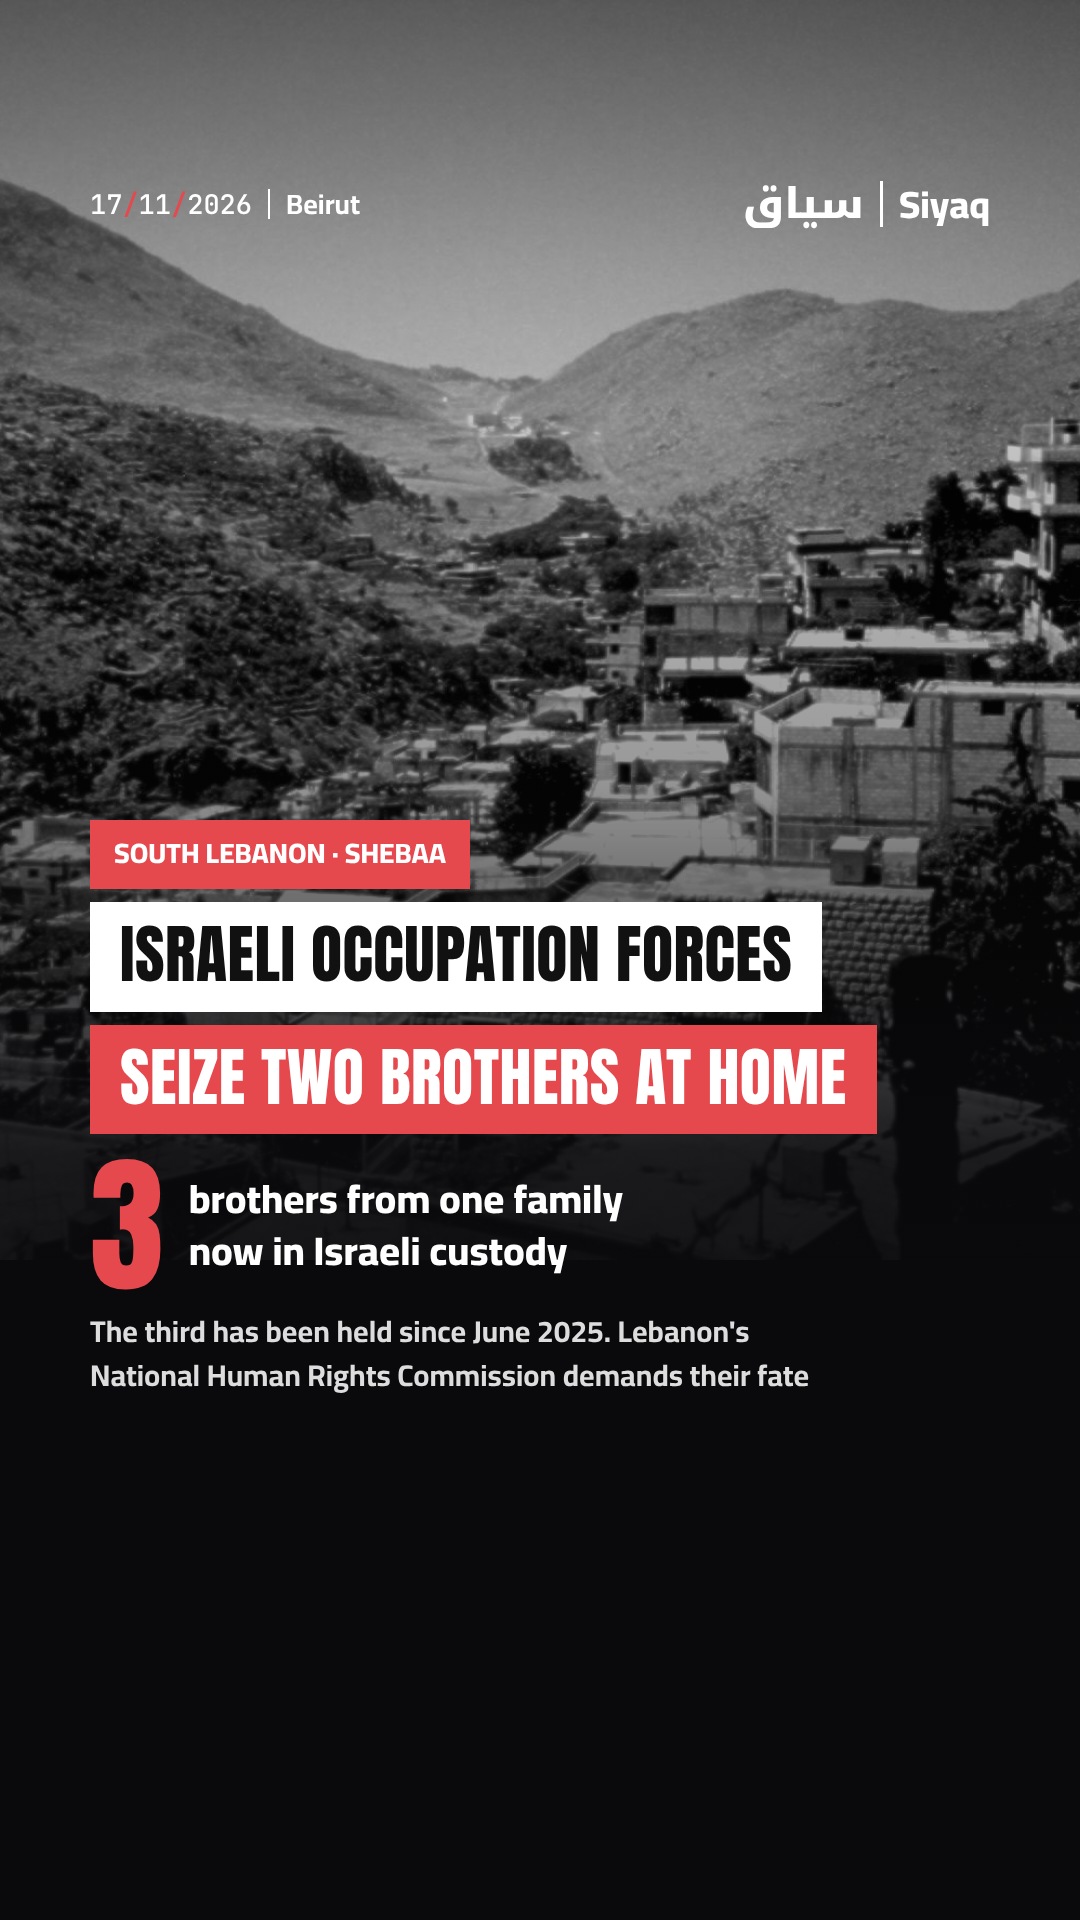 17/11/2026 | Beirut
سياق | Siyaq
SOUTH LEBANON · SHEBAA
ISRAELI OCCUPATION FORCES
SEIZE TWO BROTHERS AT HOME
3
brothers from one family
now in Israeli custody
The third has been held since June 2025. Lebanon's
National Human Rights Commission demands their fate